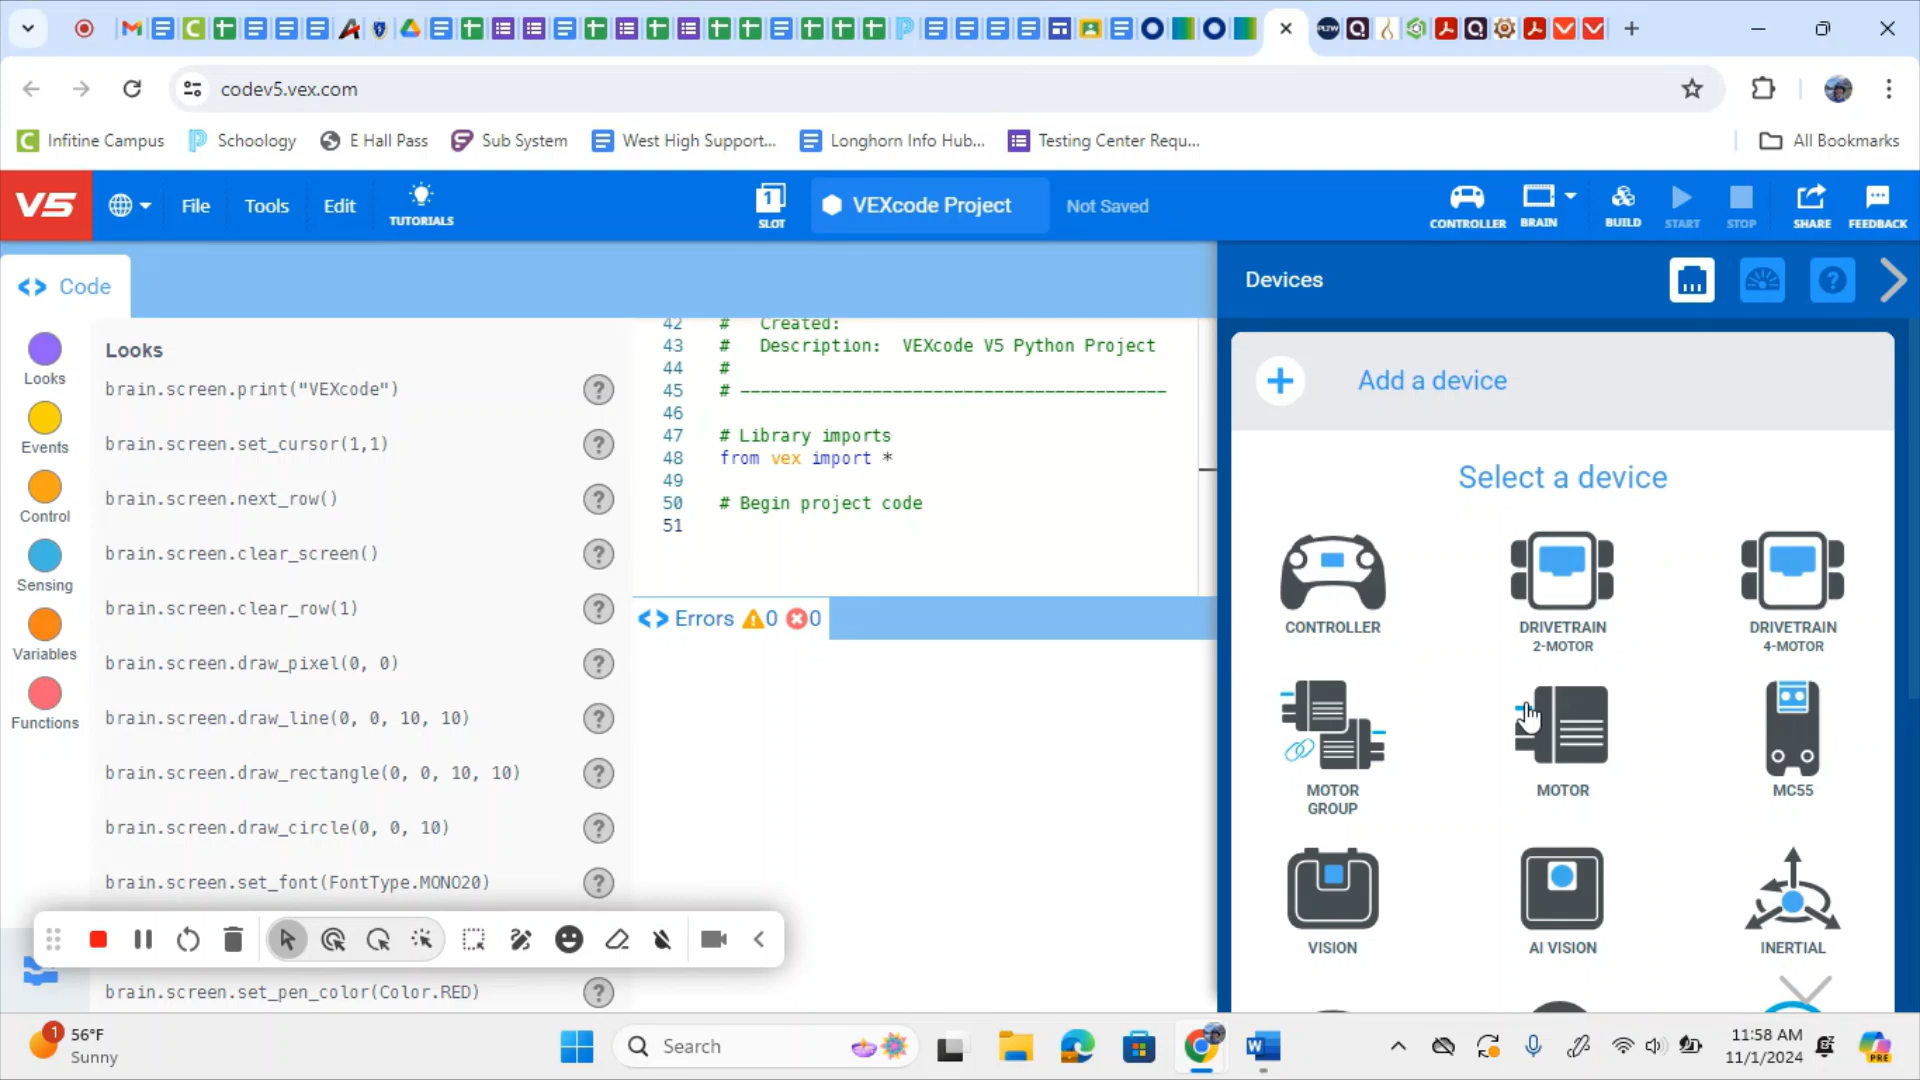 codev5.vex.com
Infitine Campus
Schoology
E Hall Pass
Sub System
West High Support...
Longhorn Info Hub...
Testing Center Requ...
All Bookmarks
V5
File
Tools
Edit
TUTORIALS
1
SLOT
VEXcode Project
Not Saved
CONTROLLER
BRAIN
BUILD
START
STOP
SHARE
FEEDBACK
<> Code
Devices
Looks
Events
Control
Sensing
Variables
Functions
Looks
brain.screen.print("VEXcode")
brain.screen.set_cursor(1,1)
brain.screen.next_row()
brain.screen.clear_screen()
brain.screen.clear_row(1)
brain.screen.draw_pixel(0, 0)
brain.screen.draw_line(0, 0, 10, 10)
brain.screen.draw_rectangle(0, 0, 10, 10)
brain.screen.draw_circle(0, 0, 10)
brain.screen.set_font(FontType.MONO20)
brain.screen.set_pen_color(Color.RED)
42 # Created:
43 # Description: VEXcode V5 Python Project
44 #
45 # ------------------------------------------
46
47 # Library imports
48 from vex import *
49
50 # Begin project code
51
<> Errors 0 0
Add a device
Select a device
CONTROLLER
DRIVETRAIN
2-MOTOR
DRIVETRAIN
4-MOTOR
MOTOR
GROUP
MOTOR
MC55
VISION
AI VISION
INERTIAL
1
56°F
Sunny
Search
11:58 AM
11/1/2024
PRE